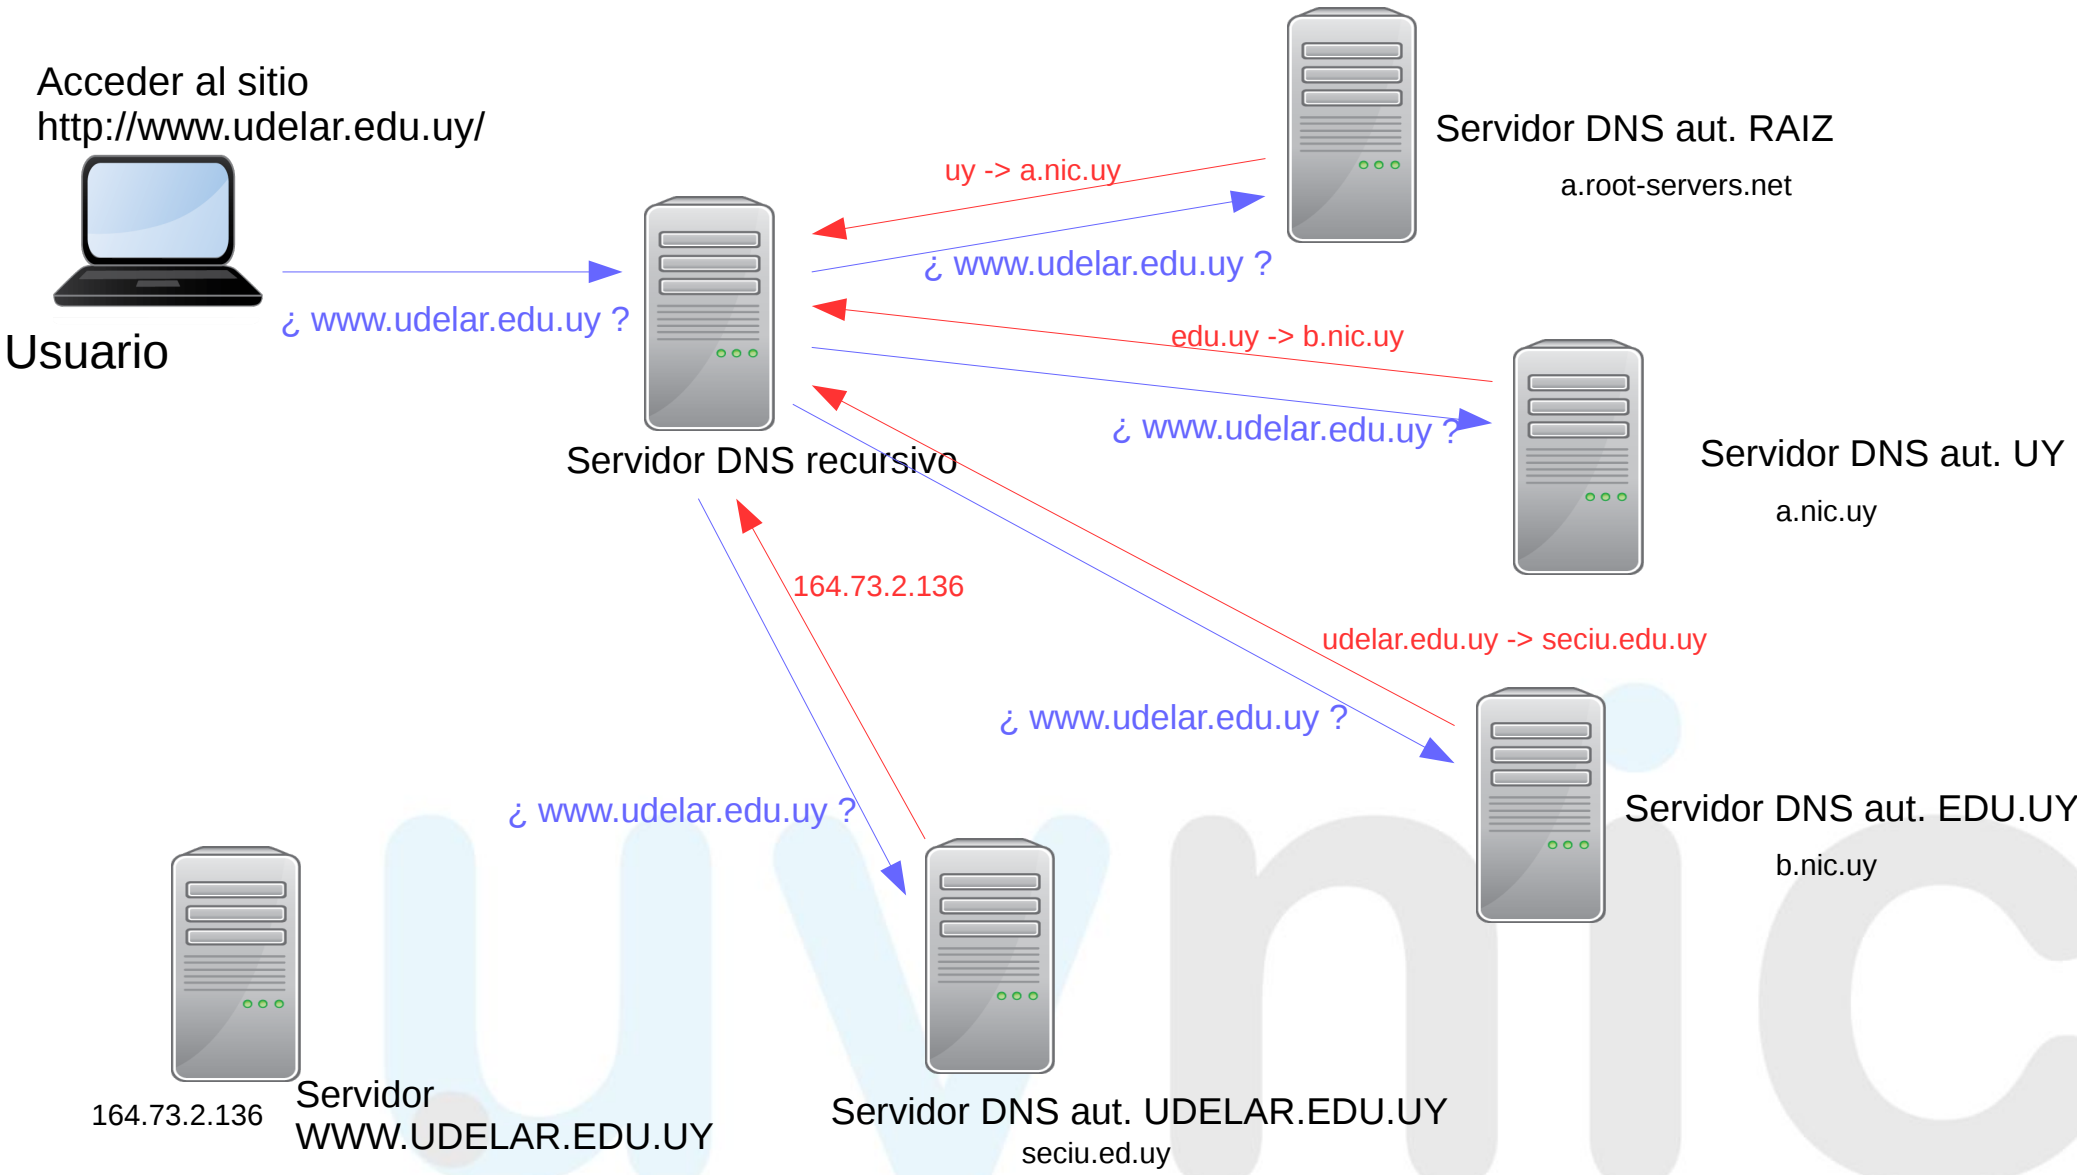 Acceder al sitio
http://www.udelar.edu.uy/
Usuario
¿ www.udelar.edu.uy ?
Servidor DNS recursivo
uy -> a.nic.uy
¿ www.udelar.edu.uy ?
Servidor DNS aut. RAIZ
a.root-servers.net
edu.uy -> b.nic.uy
¿ www.udelar.edu.uy ?
Servidor DNS aut. UY
a.nic.uy
udelar.edu.uy -> seciu.edu.uy
¿ www.udelar.edu.uy ?
Servidor DNS aut. EDU.UY
b.nic.uy
164.73.2.136
¿ www.udelar.edu.uy ?
Servidor DNS aut. UDELAR.EDU.UY
seciu.ed.uy
164.73.2.136
Servidor
WWW.UDELAR.EDU.UY
uynic